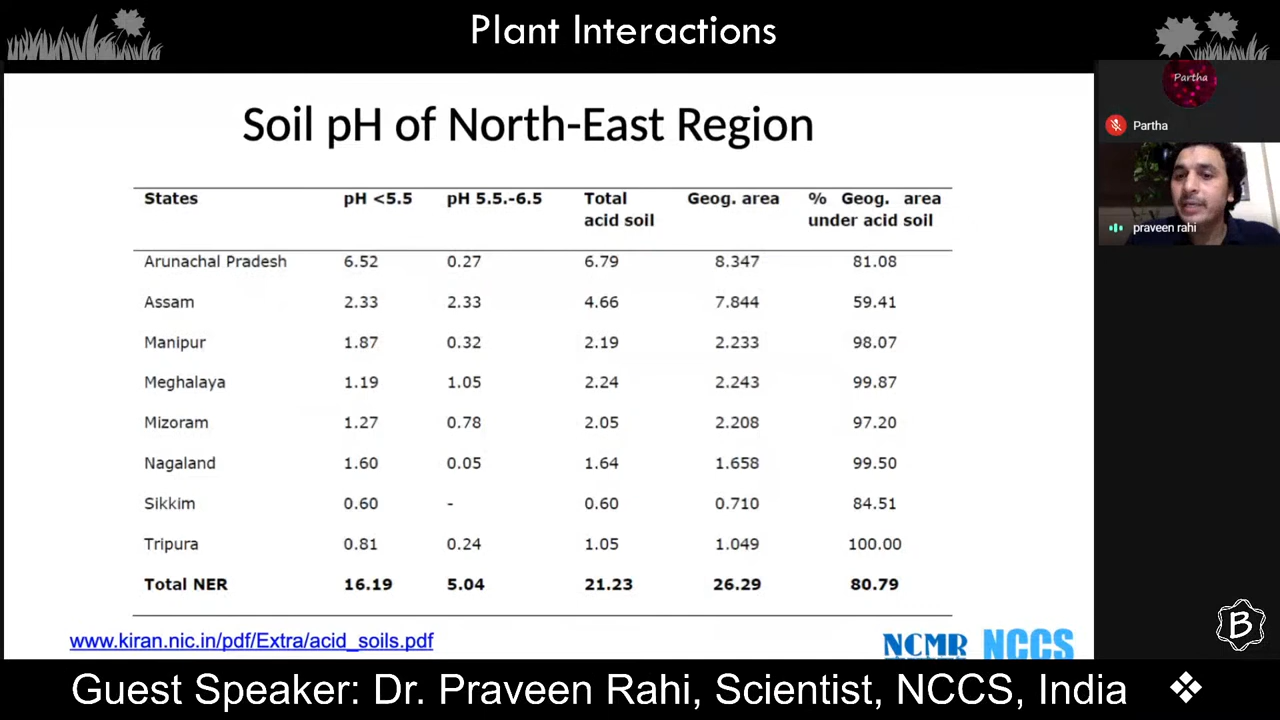 Plant Interactions
Soil pH of North-East Region
States pH <5.5 pH 5.5.-6.5 Total acid soil Geog. area % Geog. area under acid soil
Arunachal Pradesh 6.52 0.27 6.79 8.347 81.08
Assam 2.33 2.33 4.66 7.844 59.41
Manipur 1.87 0.32 2.19 2.233 98.07
Meghalaya 1.19 1.05 2.24 2.243 99.87
Mizoram 1.27 0.78 2.05 2.208 97.20
Nagaland 1.60 0.05 1.64 1.658 99.50
Sikkim 0.60 - 0.60 0.710 84.51
Tripura 0.81 0.24 1.05 1.049 100.00
Total NER 16.19 5.04 21.23 26.29 80.79
www.kiran.nic.in/pdf/Extra/acid_soils.pdf
NCMR NCCS
Partha
Partha
praveen rahi
B
Guest Speaker: Dr. Praveen Rahi, Scientist, NCCS, India